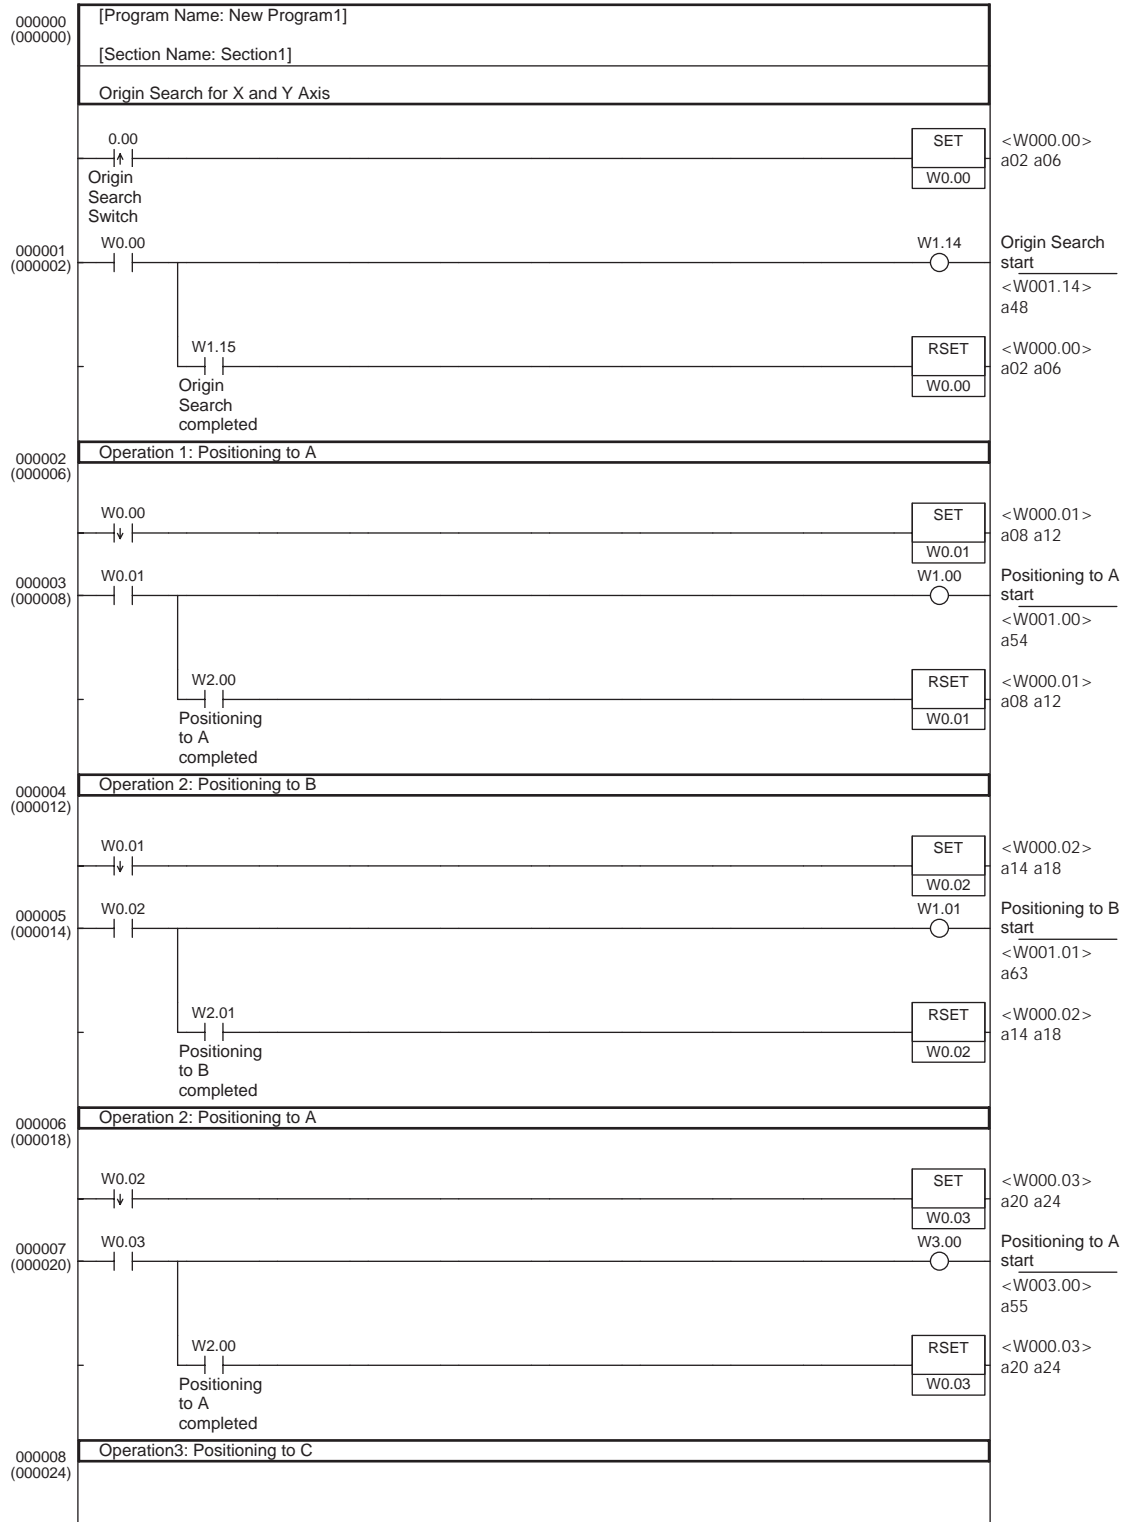 000000
(000000)
[Program Name: New Program1]
[Section Name: Section1]
Origin Search for X and Y Axis
0.00
Origin
Search
Switch
SET
W0.00
<W000.00>
a02 a06
000001
(000002)
W0.00
W1.14
Origin Search
start
<W001.14>
a48
W1.15
Origin
Search
completed
RSET
W0.00
<W000.00>
a02 a06
000002
(000006)
Operation 1: Positioning to A
W0.00
SET
W0.01
<W000.01>
a08 a12
000003
(000008)
W0.01
W1.00
Positioning to A
start
<W001.00>
a54
W2.00
Positioning
to A
completed
RSET
W0.01
<W000.01>
a08 a12
000004
(000012)
Operation 2: Positioning to B
W0.01
SET
W0.02
<W000.02>
a14 a18
000005
(000014)
W0.02
W1.01
Positioning to B
start
<W001.01>
a63
W2.01
Positioning
to B
completed
RSET
W0.02
<W000.02>
a14 a18
000006
(000018)
Operation 2: Positioning to A
W0.02
SET
W0.03
<W000.03>
a20 a24
000007
(000020)
W0.03
W3.00
Positioning to A
start
<W003.00>
a55
W2.00
Positioning
to A
completed
RSET
W0.03
<W000.03>
a20 a24
000008
(000024)
Operation3: Positioning to C